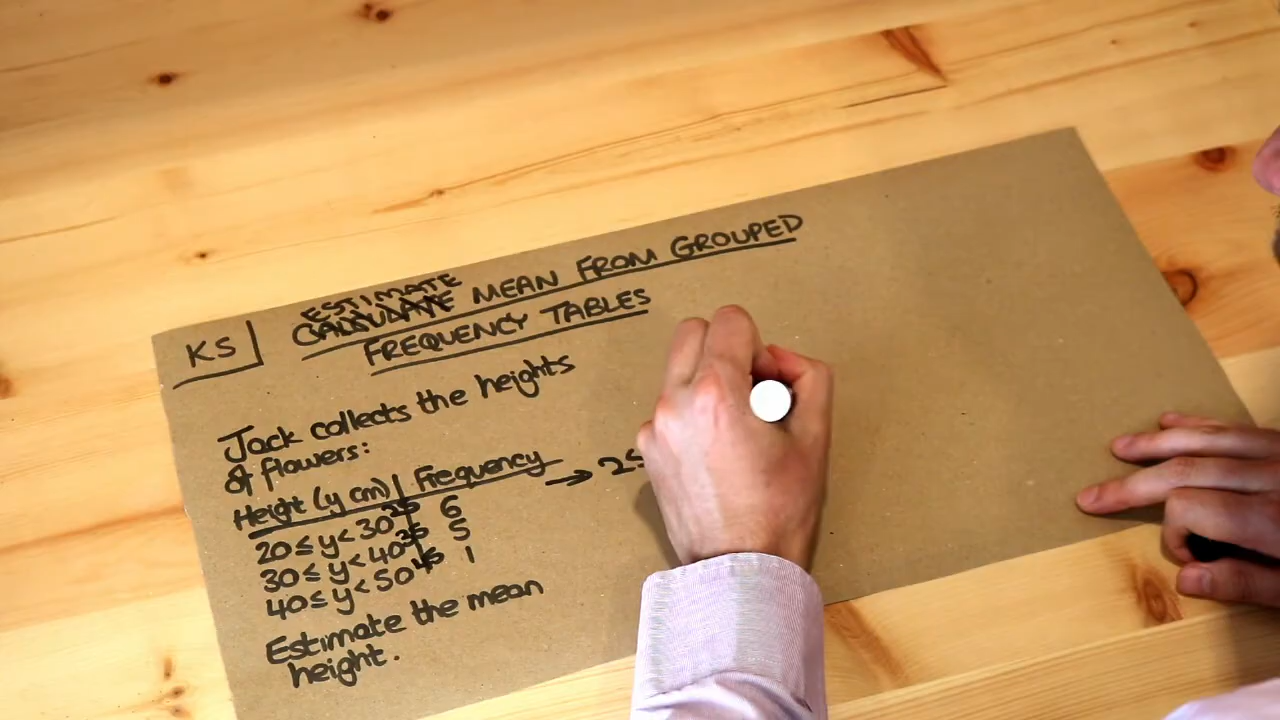 KS
ESTIMATE
CALCULATE MEAN FROM GROUPED
FREQUENCY TABLES
Jack collects the heights
of flowers:
Height (y cm) | Frequency
20 ≤ y < 30 25 6
30 ≤ y < 40 35 5
40 ≤ y < 50 45 1
→ 25
Estimate the mean
height.